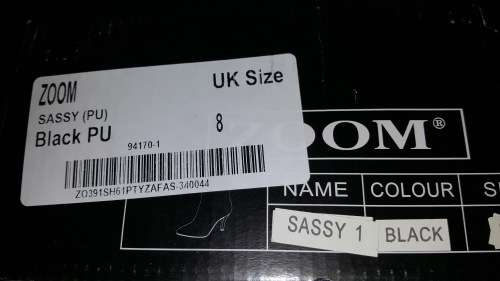 ZOOM
UK Size
SASSY (PU)
Black PU
8
94170-1
ZO391SH61PTYZAFAS-340044
ZOOM®
NAME COLOUR
SASSY 1 BLACK